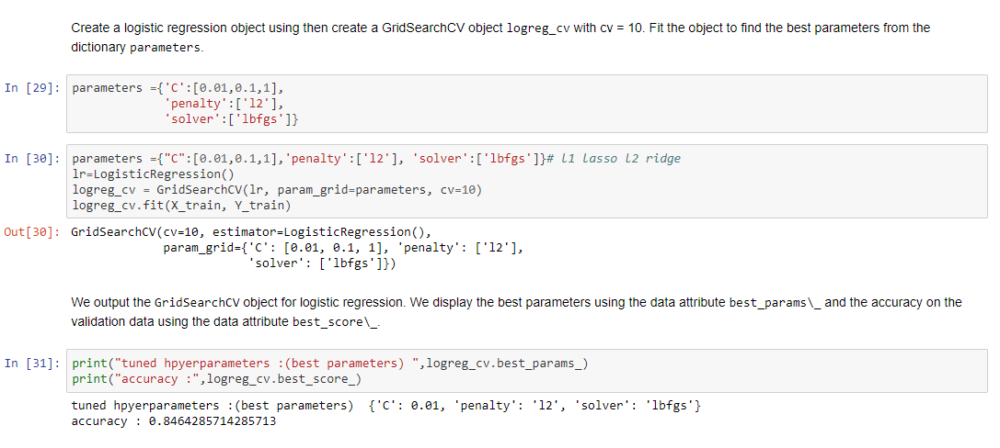 Create a logistic regression object using then create a GridSearchCV object logreg_cv with cv = 10. Fit the object to find the best parameters from the
dictionary parameters.
In [29]: parameters ={'C':[0.01,0.1,1],
'penalty':['l2'],
'solver':['lbfgs']}
In [30]: parameters ={"C":[0.01,0.1,1],'penalty':['l2'], 'solver':['lbfgs']}# l1 lasso l2 ridge
lr=LogisticRegression()
logreg_cv = GridSearchCV(lr, param_grid=parameters, cv=10)
logreg_cv.fit(X_train, Y_train)
Out[30]: GridSearchCV(cv=10, estimator=LogisticRegression(),
param_grid={'C': [0.01, 0.1, 1], 'penalty': ['l2'],
'solver': ['lbfgs']})
We output the GridSearchCV object for logistic regression. We display the best parameters using the data attribute best_params\_ and the accuracy on the
validation data using the data attribute best_score\_.
In [31]: print("tuned hpyerparameters :(best parameters) ",logreg_cv.best_params_)
print("accuracy :",logreg_cv.best_score_)
tuned hpyerparameters :(best parameters)  {'C': 0.01, 'penalty': 'l2', 'solver': 'lbfgs'}
accuracy : 0.8464285714285713